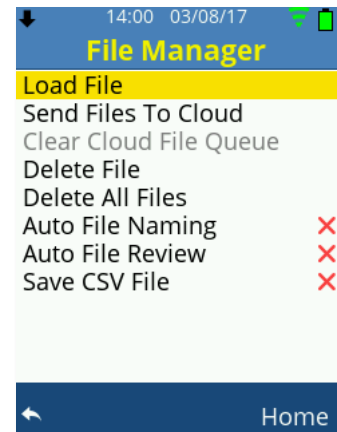 14:00 03/08/17
File Manager
Load File
Send Files To Cloud
Clear Cloud File Queue
Delete File
Delete All Files
Auto File Naming
Auto File Review
Save CSV File
Home